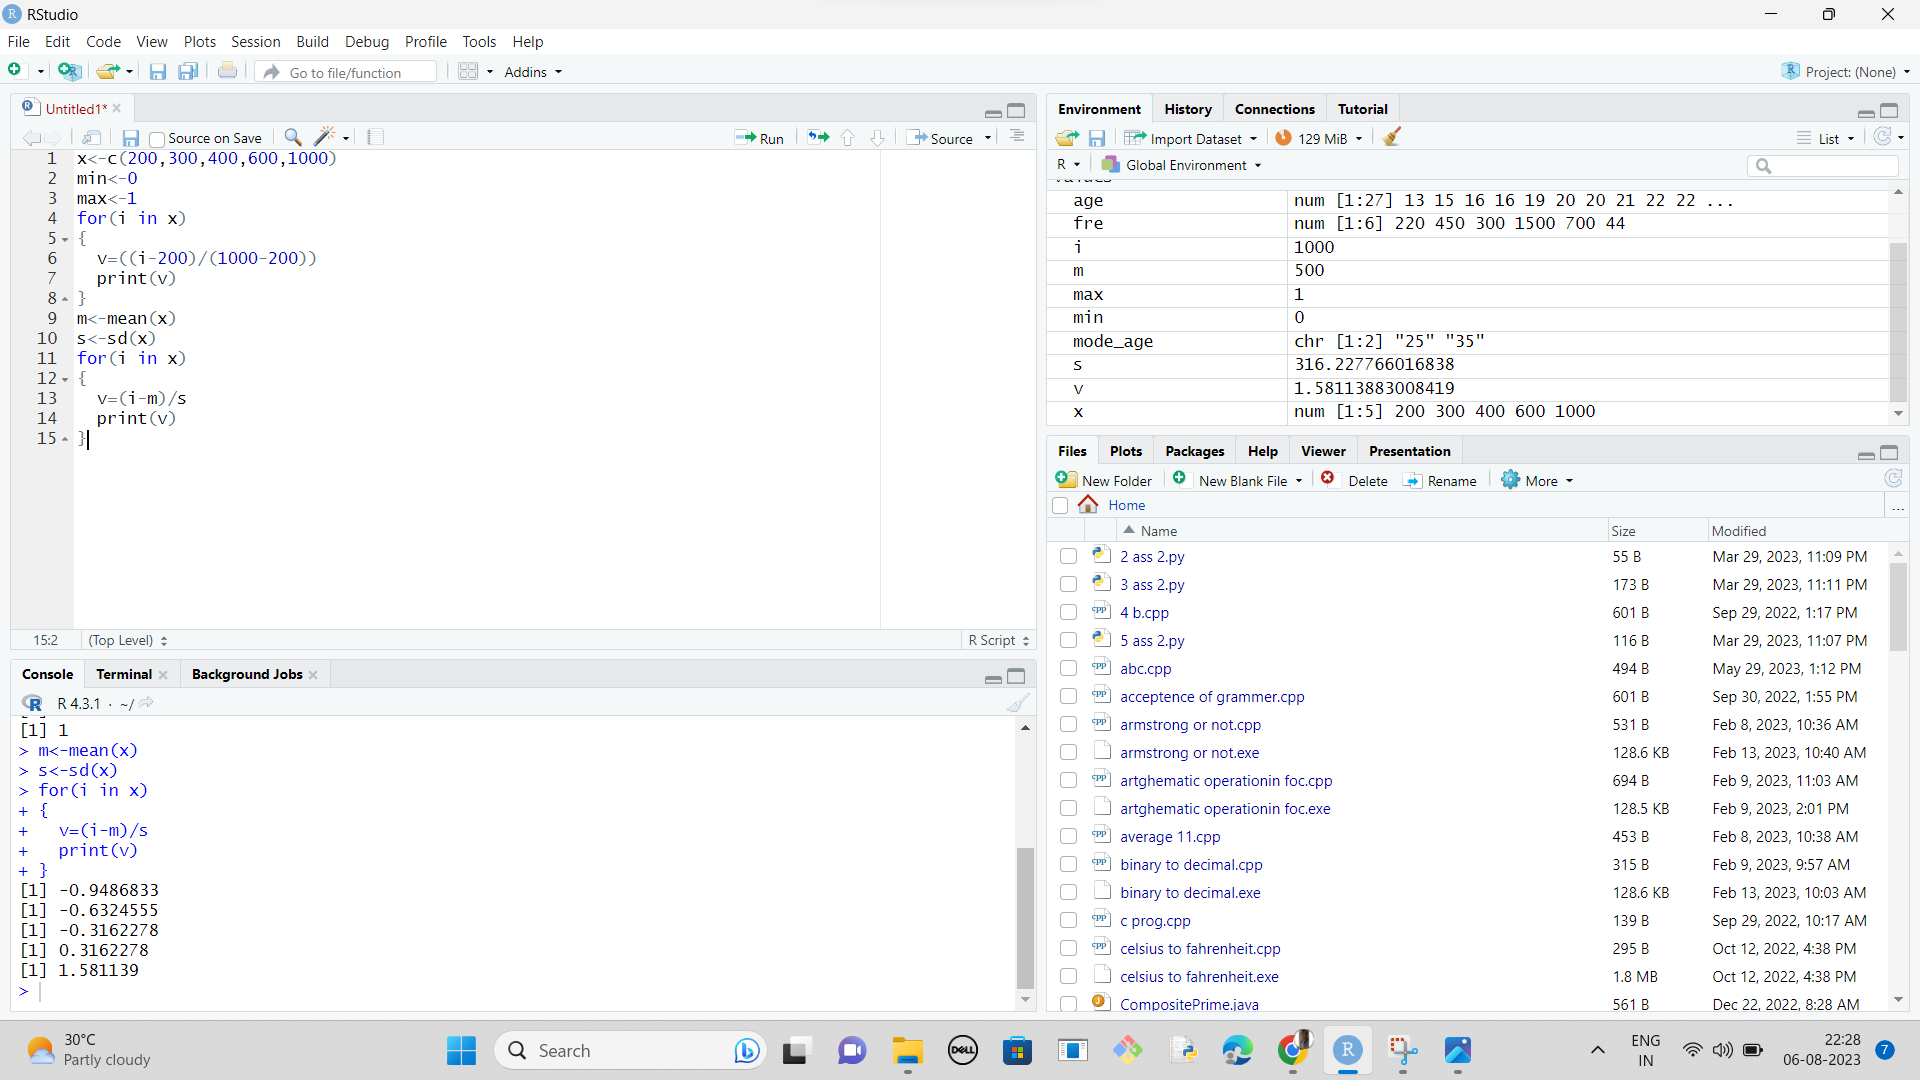 RStudio
File Edit Code View Plots Session Build Debug Profile Tools Help
Go to file/function Addins Project: (None)
Untitled1*
Source on Save Run Source
1 x<-c(200,300,400,600,1000)
2 min<-0
3 max<-1
4 for(i in x)
5 {
6 v=((i-200)/(1000-200))
7 print(v)
8 }
9 m<-mean(x)
10 s<-sd(x)
11 for(i in x)
12 {
13 v=(i-m)/s
14 print(v)
15 }
15:2 (Top Level) R Script
Console Terminal Background Jobs
R 4.3.1 · ~/
[1] 1
> m<-mean(x)
> s<-sd(x)
> for(i in x)
+ {
+ v=(i-m)/s
+ print(v)
+ }
[1] -0.9486833
[1] -0.6324555
[1] -0.3162278
[1] 0.3162278
[1] 1.581139
>
Environment History Connections Tutorial
Import Dataset 129 MiB List
R Global Environment
age num [1:27] 13 15 16 16 19 20 20 21 22 22 ...
fre num [1:6] 220 450 300 1500 700 44
i 1000
m 500
max 1
min 0
mode_age chr [1:2] "25" "35"
s 316.227766016838
v 1.58113883008419
x num [1:5] 200 300 400 600 1000
Files Plots Packages Help Viewer Presentation
New Folder New Blank File Delete Rename More
Home ...
Name Size Modified
2 ass 2.py 55 B Mar 29, 2023, 11:09 PM
3 ass 2.py 173 B Mar 29, 2023, 11:11 PM
4 b.cpp 601 B Sep 29, 2022, 1:17 PM
5 ass 2.py 116 B Mar 29, 2023, 11:07 PM
abc.cpp 494 B May 29, 2023, 1:12 PM
acceptence of grammer.cpp 601 B Sep 30, 2022, 1:55 PM
armstrong or not.cpp 531 B Feb 8, 2023, 10:36 AM
armstrong or not.exe 128.6 KB Feb 13, 2023, 10:40 AM
artghematic operationin foc.cpp 694 B Feb 9, 2023, 11:03 AM
artghematic operationin foc.exe 128.5 KB Feb 9, 2023, 2:01 PM
average 11.cpp 453 B Feb 8, 2023, 10:38 AM
binary to decimal.cpp 315 B Feb 9, 2023, 9:57 AM
binary to decimal.exe 128.6 KB Feb 13, 2023, 10:03 AM
c prog.cpp 139 B Sep 29, 2022, 10:17 AM
celsius to fahrenheit.cpp 295 B Oct 12, 2022, 4:38 PM
celsius to fahrenheit.exe 1.8 MB Oct 12, 2022, 4:38 PM
CompositePrime.java 561 B Dec 22, 2022, 8:28 AM
30°C
Partly cloudy
Search
DELL
ENG
IN
22:28
06-08-2023
7